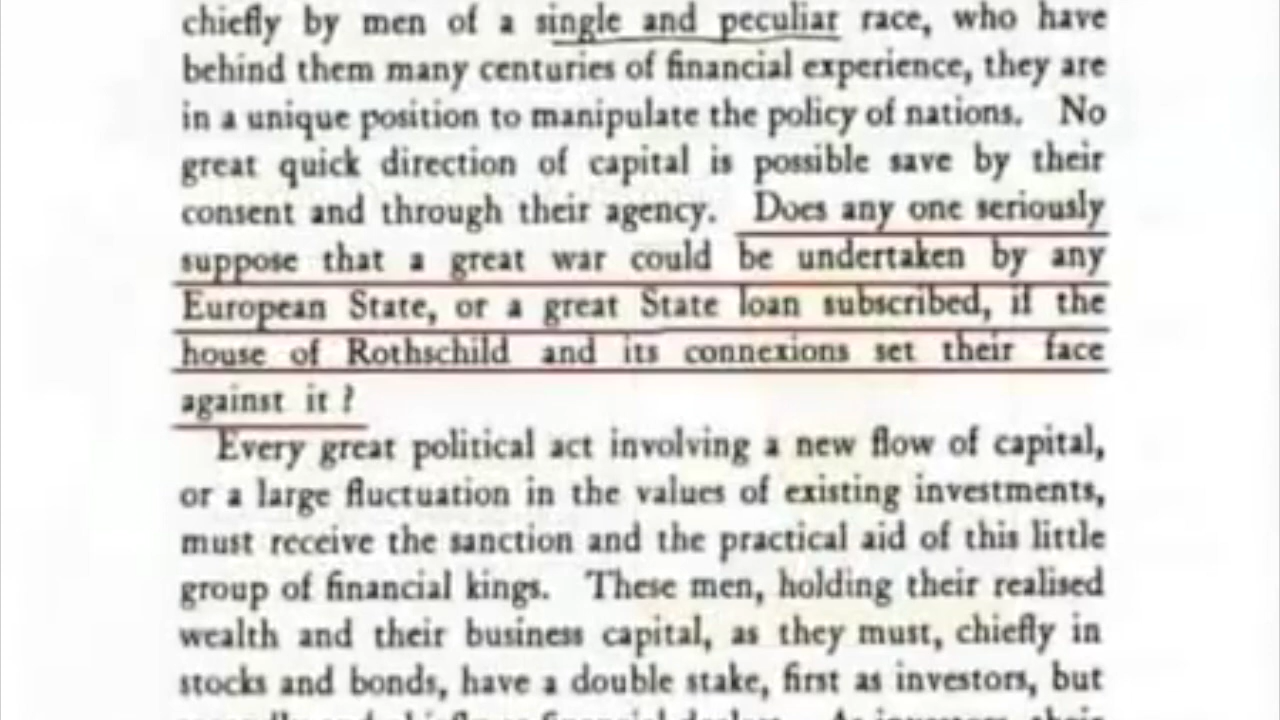 chiefly by men of a single and peculiar race, who have
behind them many centuries of financial experience, they are
in a unique position to manipulate the policy of nations. No
great quick direction of capital is possible save by their
consent and through their agency. Does any one seriously
suppose that a great war could be undertaken by any
European State, or a great State loan subscribed, if the
house of Rothschild and its connexions set their face
against it ?
Every great political act involving a new flow of capital,
or a large fluctuation in the values of existing investments,
must receive the sanction and the practical aid of this little
group of financial kings. These men, holding their realised
wealth and their business capital, as they must, chiefly in
stocks and bonds, have a double stake, first as investors, but